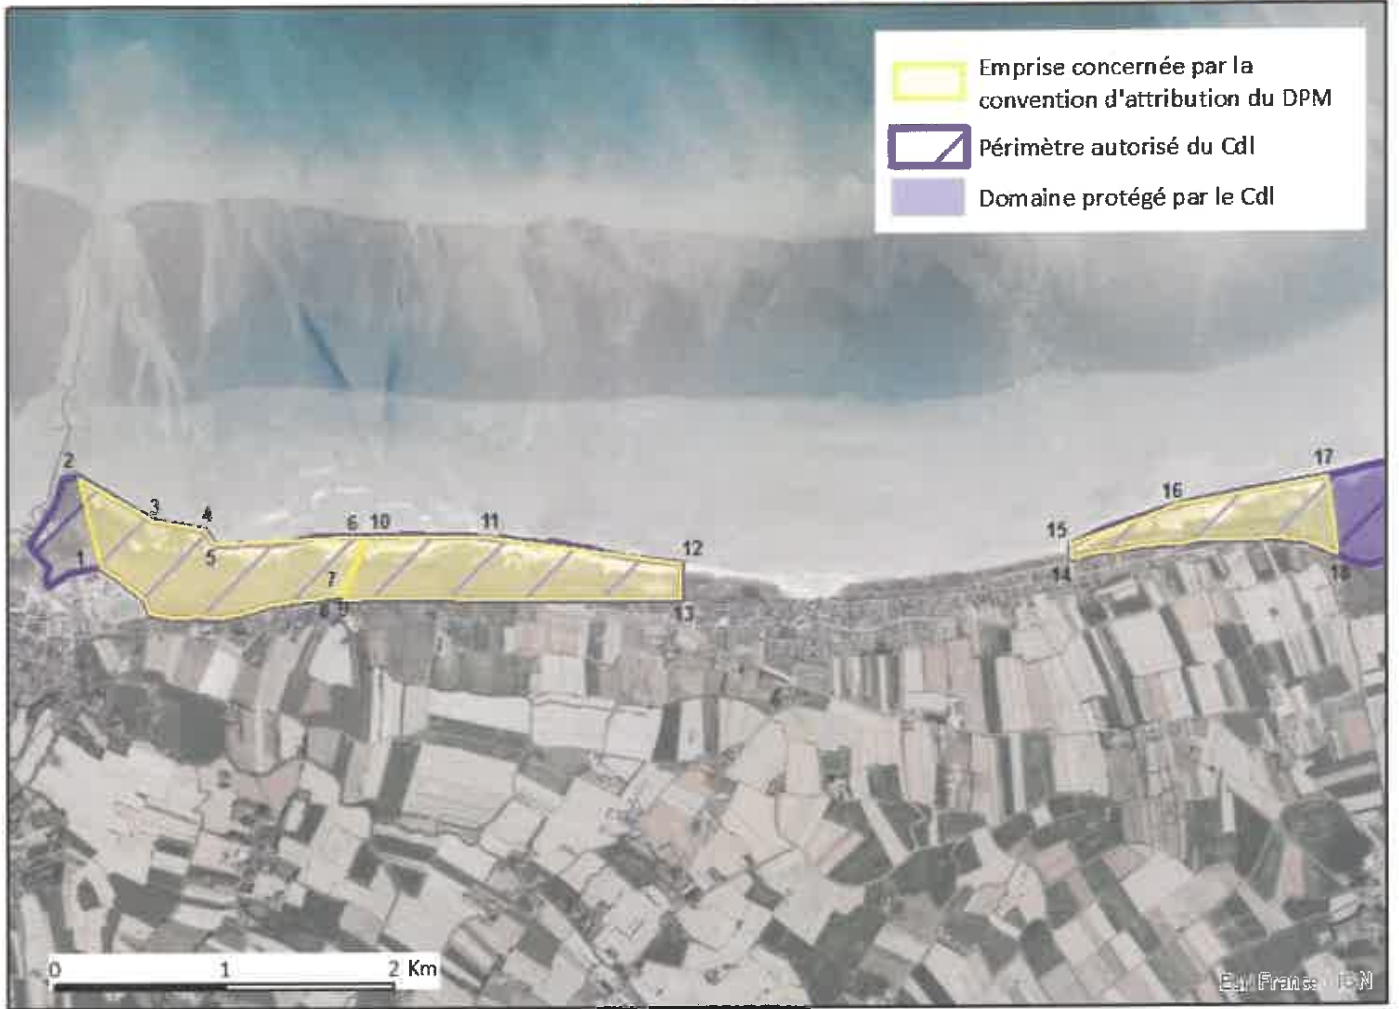 Emprise concernée par la
convention d'attribution du DPM
Périmètre autorisé du Cdl
Domaine protégé par le Cdl
17
2
16
3
4
6 10
11
15
12
1
5
7
14
18
8 9
13
0 1 2 Km
France IGN